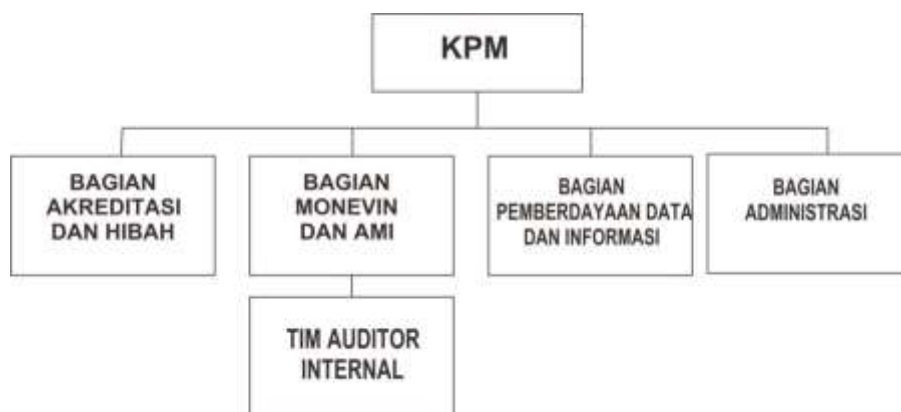 KPM
BAGIAN
AKREDITASI
DAN HIBAH
BAGIAN
MONEVIN
DAN AMI
BAGIAN
PEMBERDAYAAN DATA
DAN INFORMASI
BAGIAN
ADMINISTRASI
TIM AUDITOR
INTERNAL